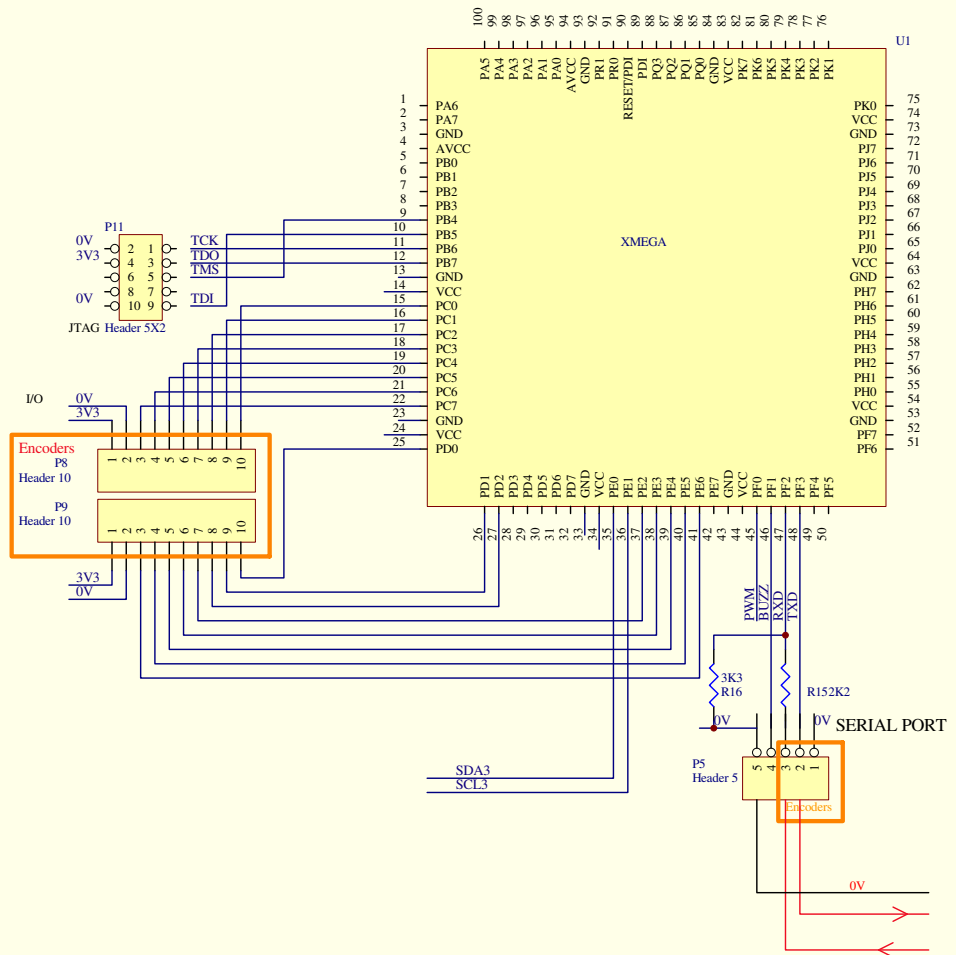 100 99 98 97 96 95 94 93 92 91 90 89 88 87 86 85 84 83 82 81 80 79 78 77 76
U1
PA5 PA4 PA3 PA2 PA1 PA0 AVCC GND PR1 PR0 RESET/PDI PDI PQ3 PQ2 PQ1 PQ0 GND VCC PK7 PK6 PK5 PK4 PK3 PK2 PK1
1 PA6
2 PA7
3 GND
4 AVCC
5 PB0
6 PB1
7 PB2
8 PB3
9 PB4
10 PB5
11 PB6
12 PB7
13 GND
14 VCC
15 PC0
16 PC1
17 PC2
18 PC3
19 PC4
20 PC5
21 PC6
22 PC7
23 GND
24 VCC
25 PD0
PK0 75
VCC 74
GND 73
PJ7 72
PJ6 71
PJ5 70
PJ4 69
PJ3 68
PJ2 67
PJ1 66
PJ0 65
VCC 64
GND 63
PH7 62
PH6 61
PH5 60
PH4 59
PH3 58
PH2 57
PH1 56
PH0 55
VCC 54
GND 53
PF7 52
PF6 51
XMEGA
P11
0V 2 1 TCK
3V3 4 3 TDO
6 5 TMS
8 7
0V 10 9 TDI
JTAG Header 5X2
I/O
0V
3V3
Encoders
P8
Header 10
1 2 3 4 5 6 7 8 9 10
P9
Header 10
1 2 3 4 5 6 7 8 9 10
3V3
0V
PD1 PD2 PD3 PD4 PD5 PD6 PD7 GND VCC PE0 PE1 PE2 PE3 PE4 PE5 PE6 PE7 GND VCC PF0 PF1 PF2 PF3 PF4 PF5
26 27 28 29 30 31 32 33 34 35 36 37 38 39 40 41 42 43 44 45 46 47 48 49 50
PWM
BUZZ
RXD
TXD
3K3
R16
R152K2
0V
0V
SERIAL PORT
SDA3
SCL3
P5
Header 5
5 4 3 2 1
Encoders
0V